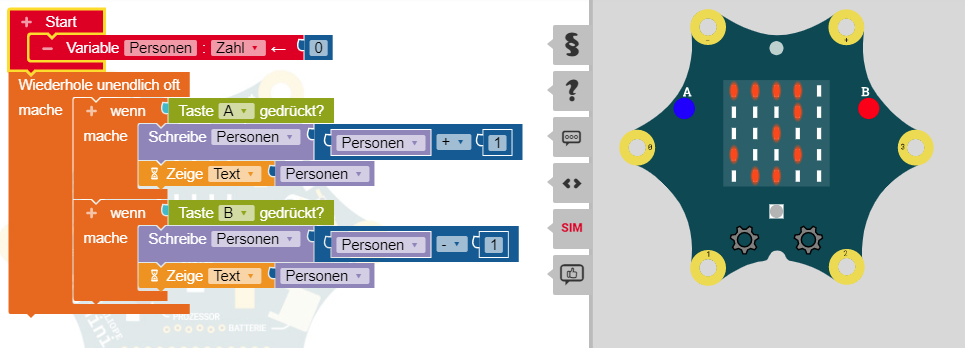 + Start
− Variable Personen : Zahl ← 0
Wiederhole unendlich oft
mache + wenn Taste A gedrückt?
mache Schreibe Personen Personen + 1
Zeige Text Personen
+ wenn Taste B gedrückt?
mache Schreibe Personen Personen - 1
Zeige Text Personen
PROZESSOR
BATTERIE
§
?
< >
SIM
- +
A B
0 3
1 2